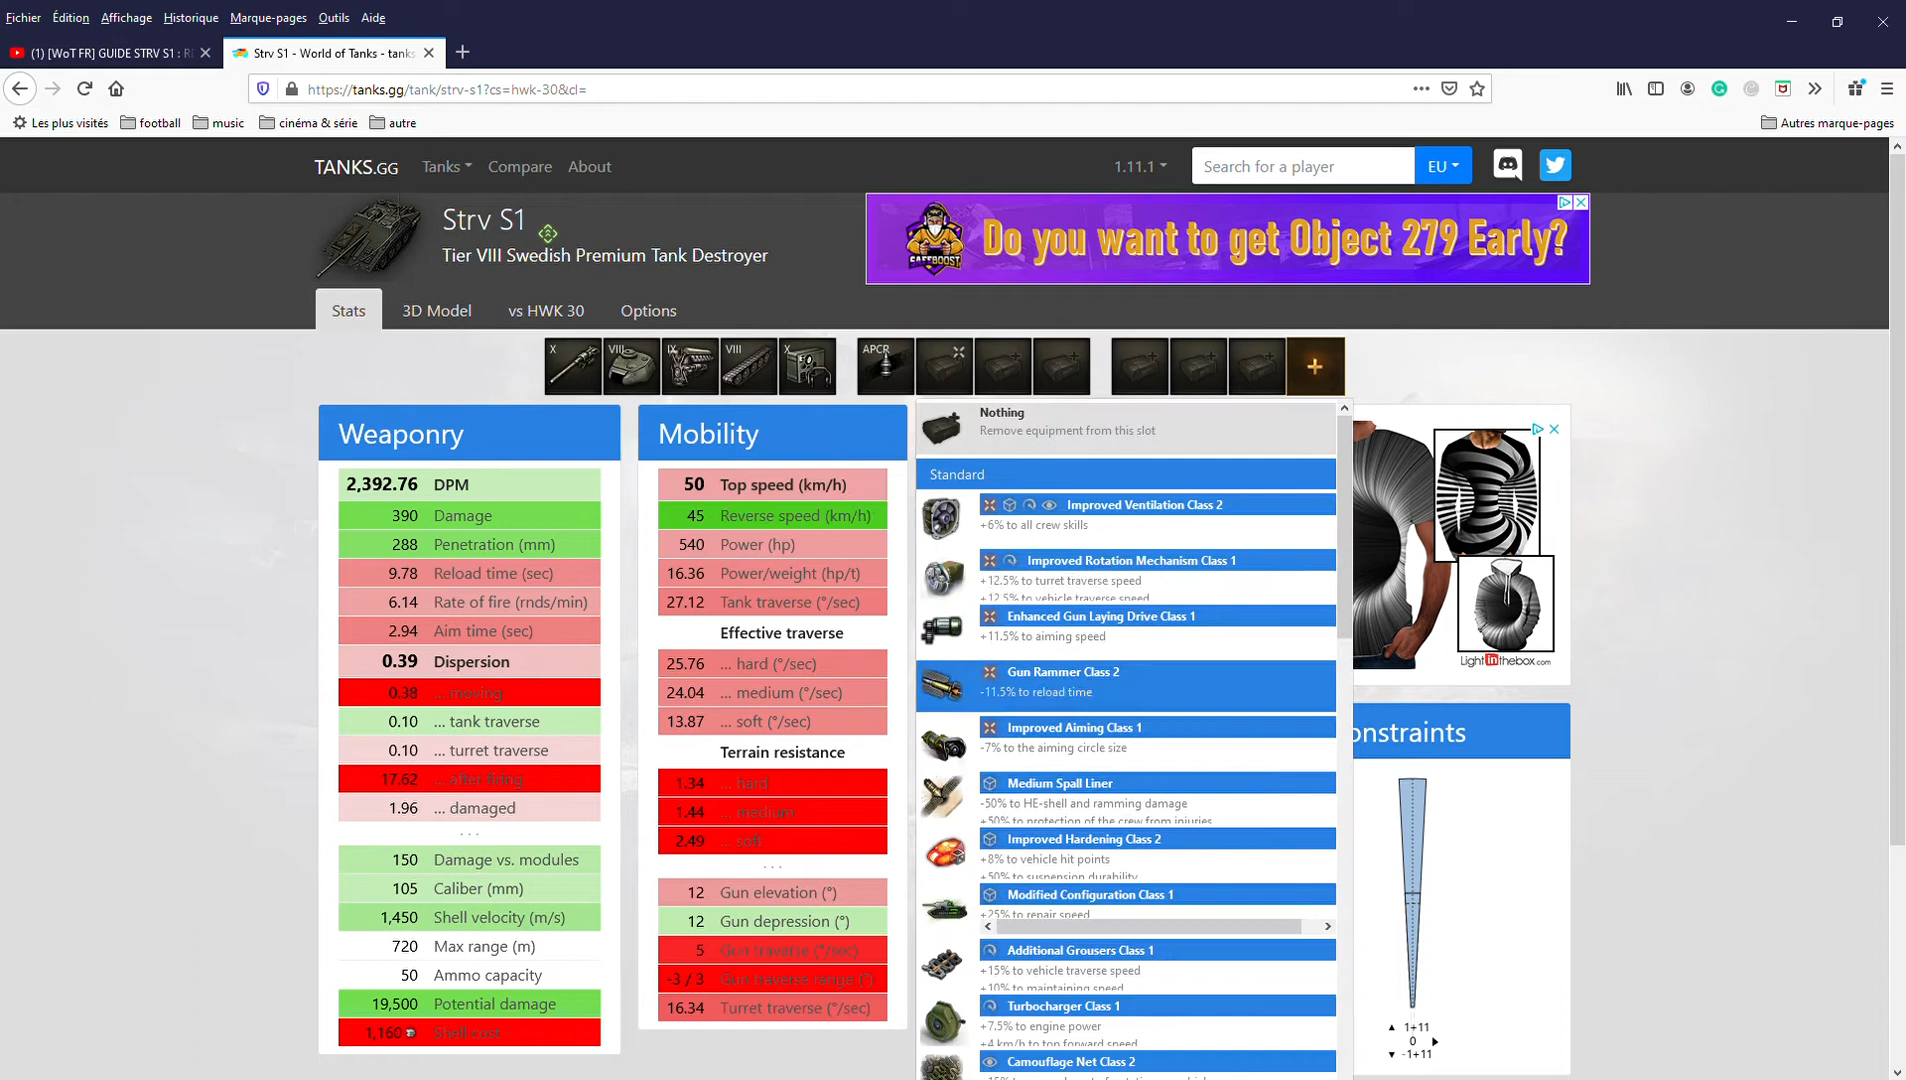 Fichier Édition Affichage Historique Marque-pages Outils Aide
(1) [WoT FR] GUIDE STRV S1 : R
Strv S1 - World of Tanks - tanks
https://tanks.gg/tank/strv-s1?cs=hwk-30&cl=
Les plus visités football music cinéma & série autre Autres marque-pages
TANKS.GG Tanks Compare About 1.11.1 Search for a player EU
Strv S1
Tier VIII Swedish Premium Tank Destroyer
SAFEBOOST
Do you want to get Object 279 Early?
Stats 3D Model vs HWK 30 Options
X VIII IX VIII X APCR
Weaponry
2,392.76 DPM
390 Damage
288 Penetration (mm)
9.78 Reload time (sec)
6.14 Rate of fire (rnds/min)
2.94 Aim time (sec)
0.39 Dispersion
0.38 ... moving
0.10 ... tank traverse
0.10 ... turret traverse
17.62 ... after firing
1.96 ... damaged
...
150 Damage vs. modules
105 Caliber (mm)
1,450 Shell velocity (m/s)
720 Max range (m)
50 Ammo capacity
19,500 Potential damage
1,160 Shell cost
Mobility
50 Top speed (km/h)
45 Reverse speed (km/h)
540 Power (hp)
16.36 Power/weight (hp/t)
27.12 Tank traverse (°/sec)
Effective traverse
25.76 ... hard (°/sec)
24.04 ... medium (°/sec)
13.87 ... soft (°/sec)
Terrain resistance
1.34 ... hard
1.44 ... medium
2.49 ... soft
...
12 Gun elevation (°)
12 Gun depression (°)
5 Gun traverse (°/sec)
-3 / 3 Gun traverse range (°)
16.34 Turret traverse (°/sec)
Nothing
Remove equipment from this slot
Standard
Improved Ventilation Class 2
+6% to all crew skills
Improved Rotation Mechanism Class 1
+12.5% to turret traverse speed
+12.5% to vehicle traverse speed
Enhanced Gun Laying Drive Class 1
+11.5% to aiming speed
Gun Rammer Class 2
-11.5% to reload time
Improved Aiming Class 1
-7% to the aiming circle size
Medium Spall Liner
-50% to HE-shell and ramming damage
+50% to protection of the crew from injuries
Improved Hardening Class 2
+8% to vehicle hit points
+50% to suspension durability
Modified Configuration Class 1
+25% to repair speed
Additional Grousers Class 1
+15% to vehicle traverse speed
Turbocharger Class 1
+7.5% to engine power
+4 km/h to top forward speed
Camouflage Net Class 2
Lightinthebox.com
onstraints
1+11
0
-1+11